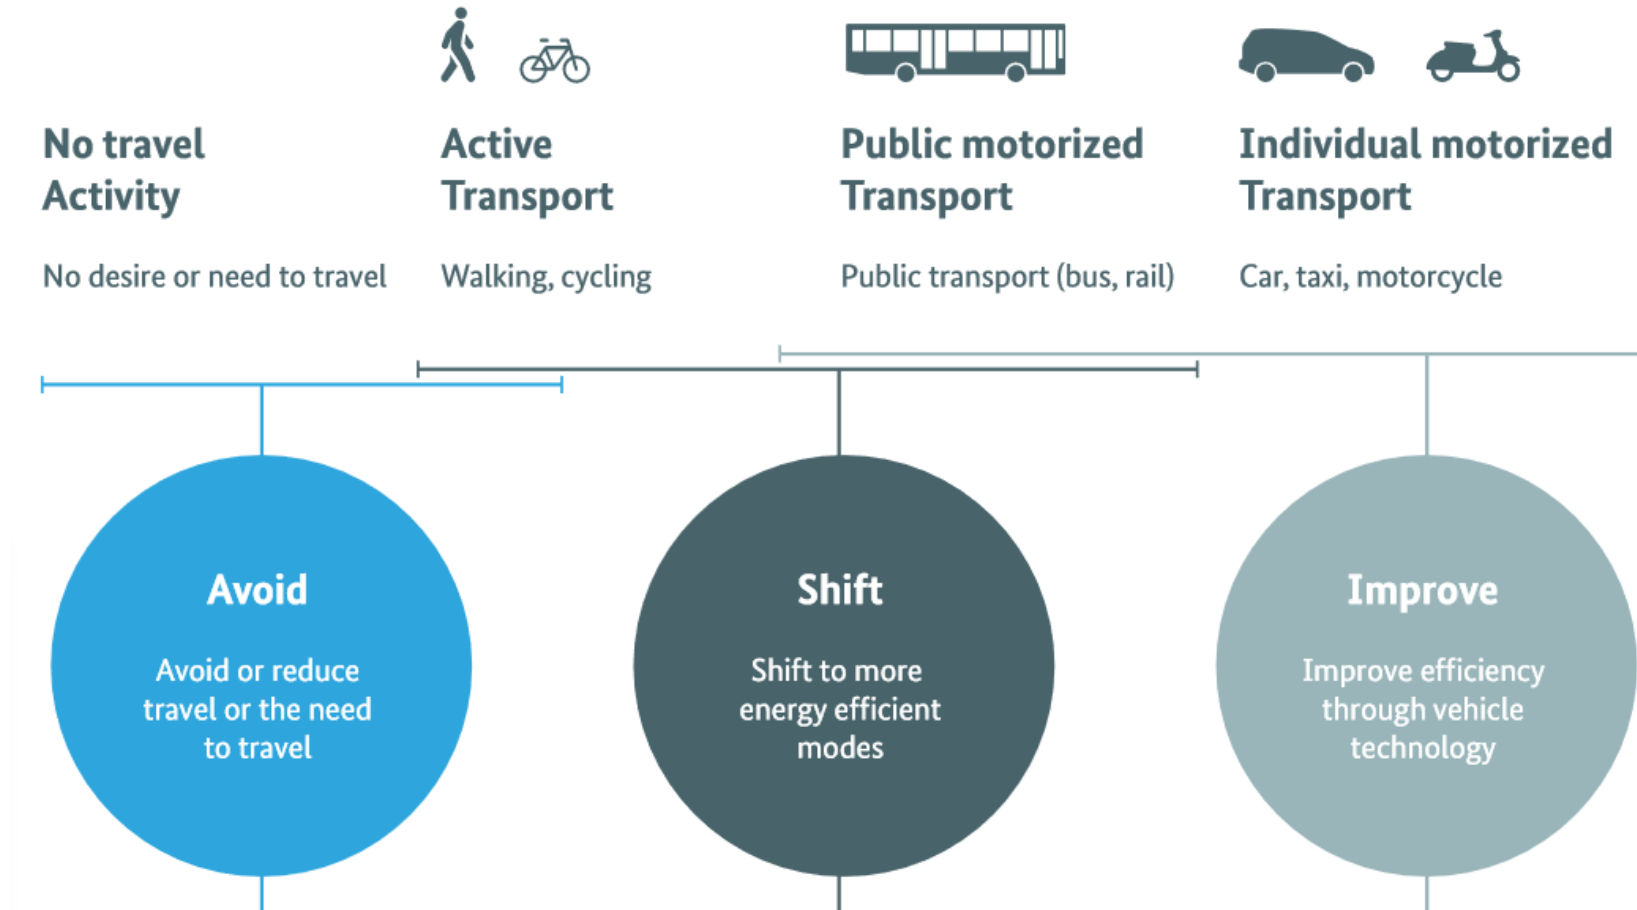 No travel
Activity
No desire or need to travel
Active
Transport
Walking, cycling
Public motorized
Transport
Public transport (bus, rail)
Individual motorized
Transport
Car, taxi, motorcycle
Avoid
Avoid or reduce
travel or the need
to travel
Shift
Shift to more
energy efficient
modes
Improve
Improve efficiency
through vehicle
technology